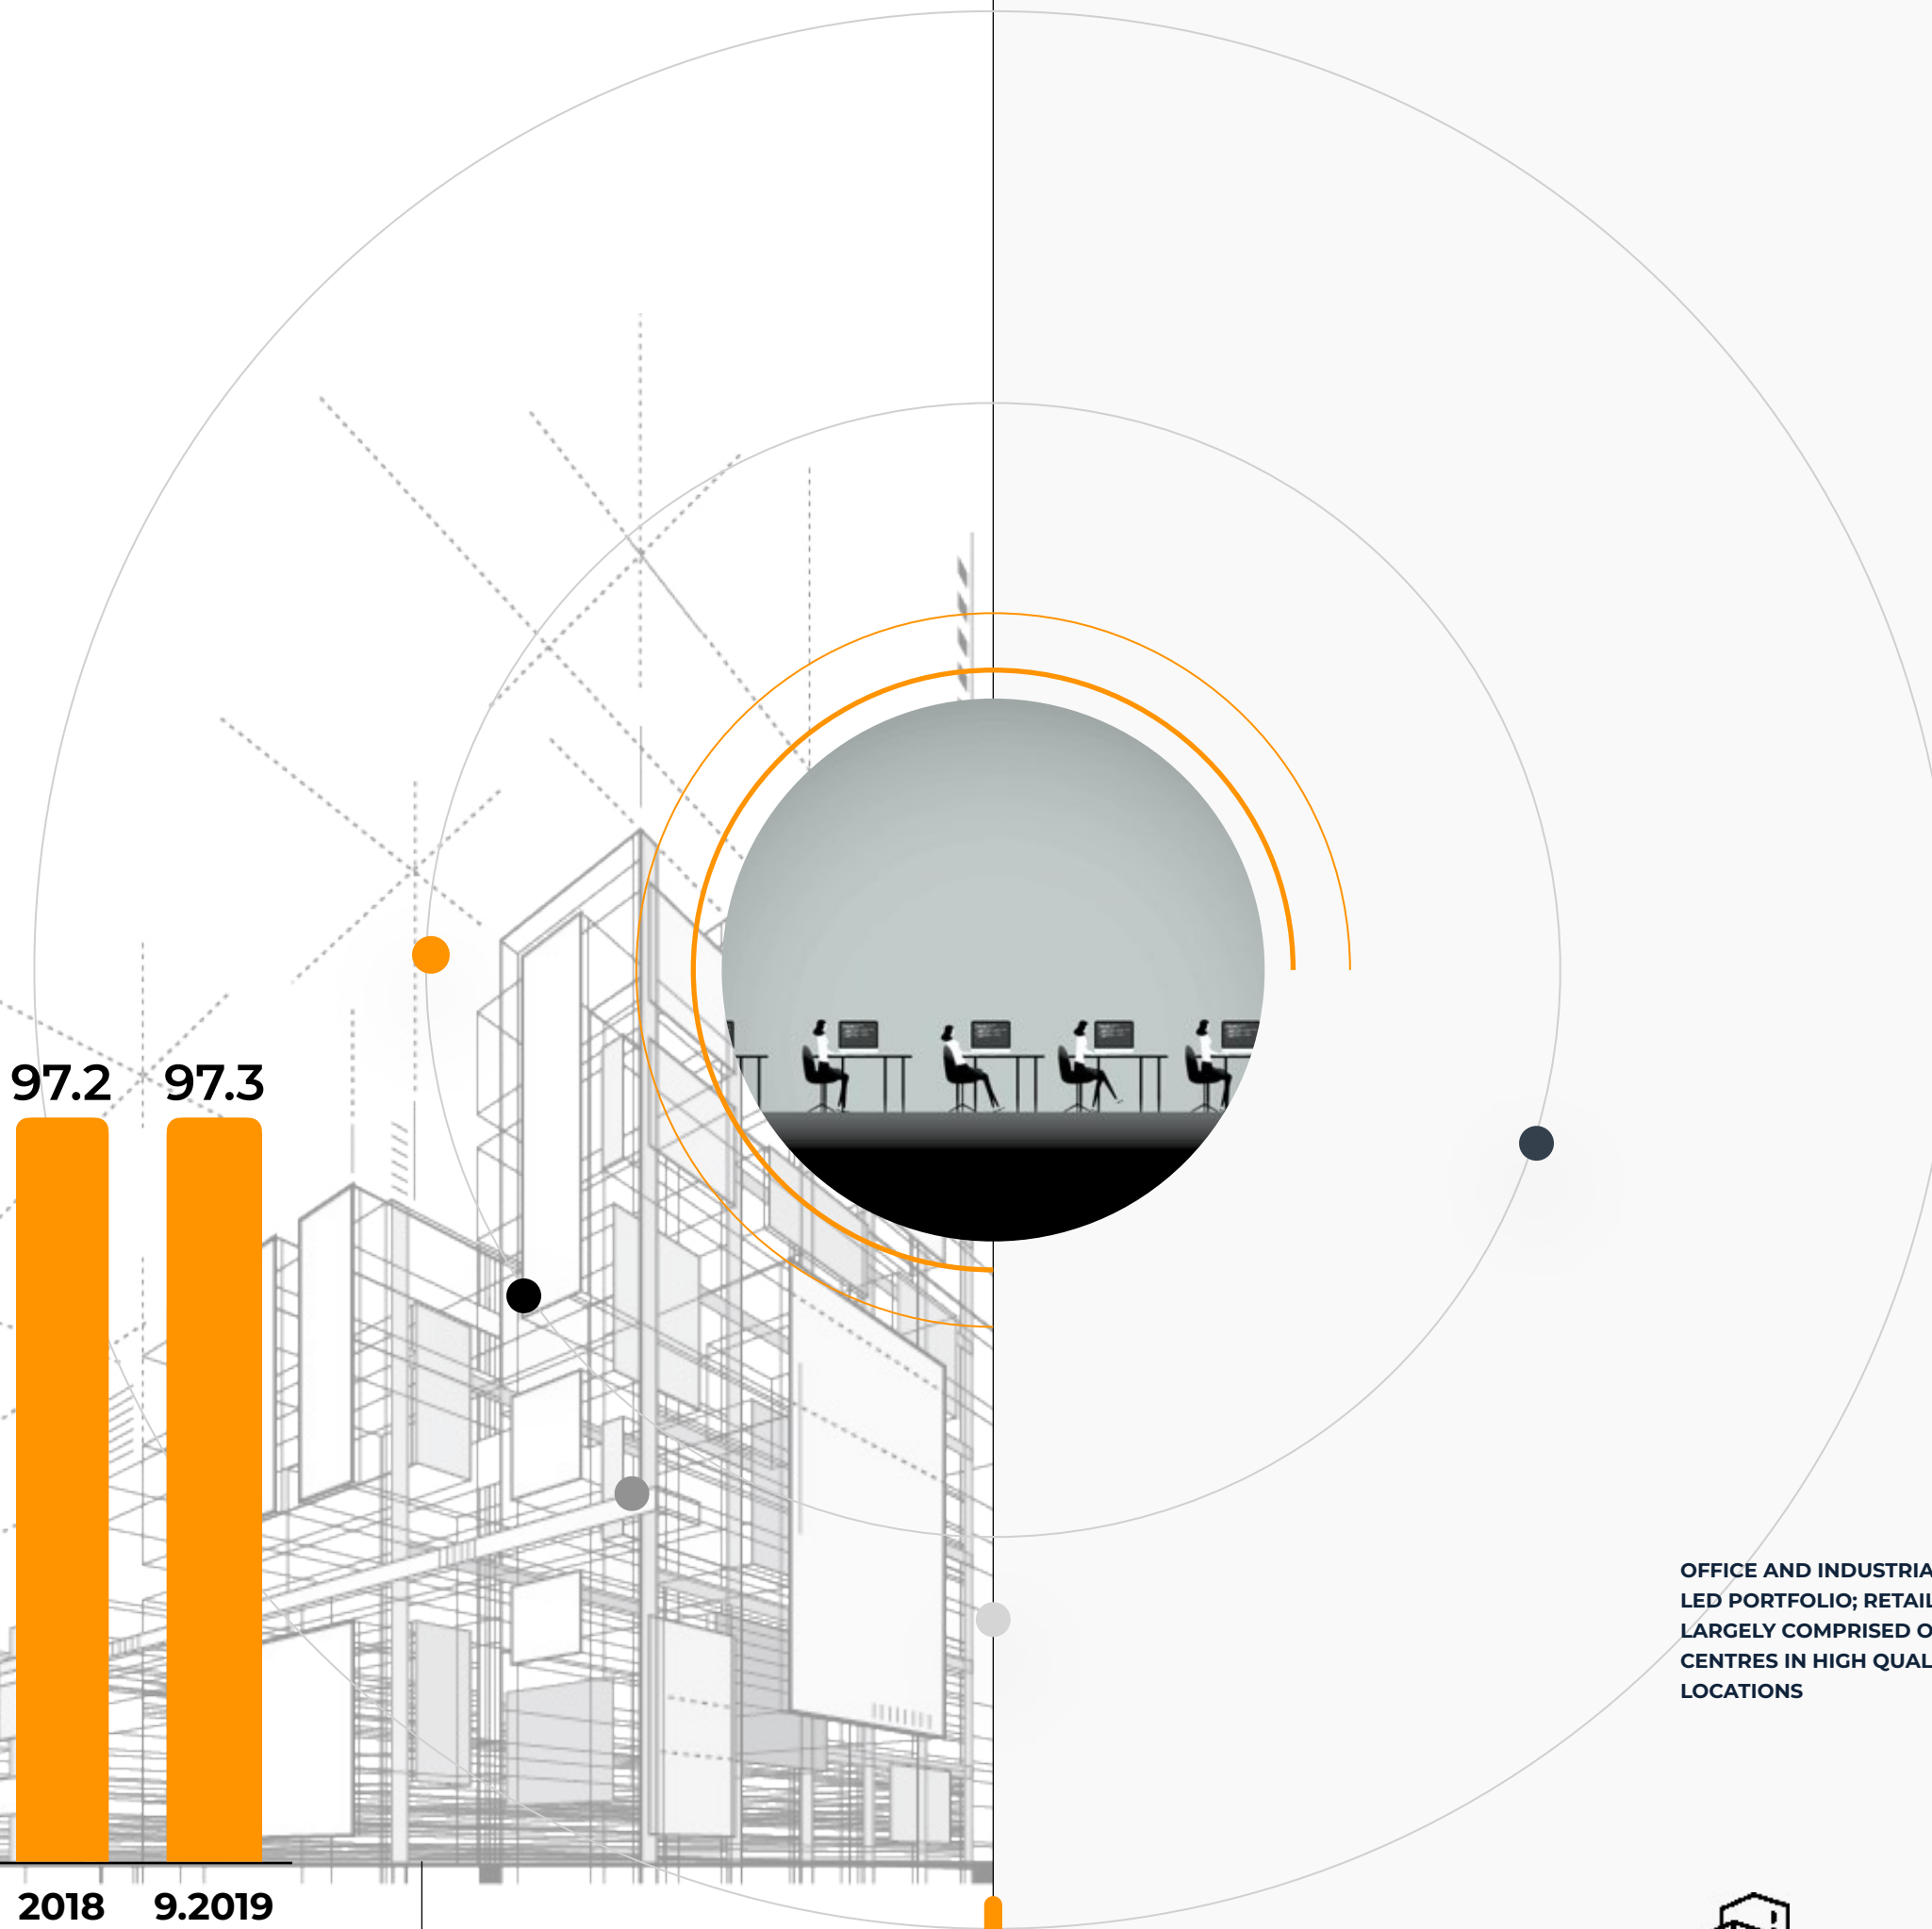 97.2 97.3
2018 9.2019
OFFICE AND INDUSTRIA
LED PORTFOLIO; RETAIL
LARGELY COMPRISED O
CENTRES IN HIGH QUAL
LOCATIONS